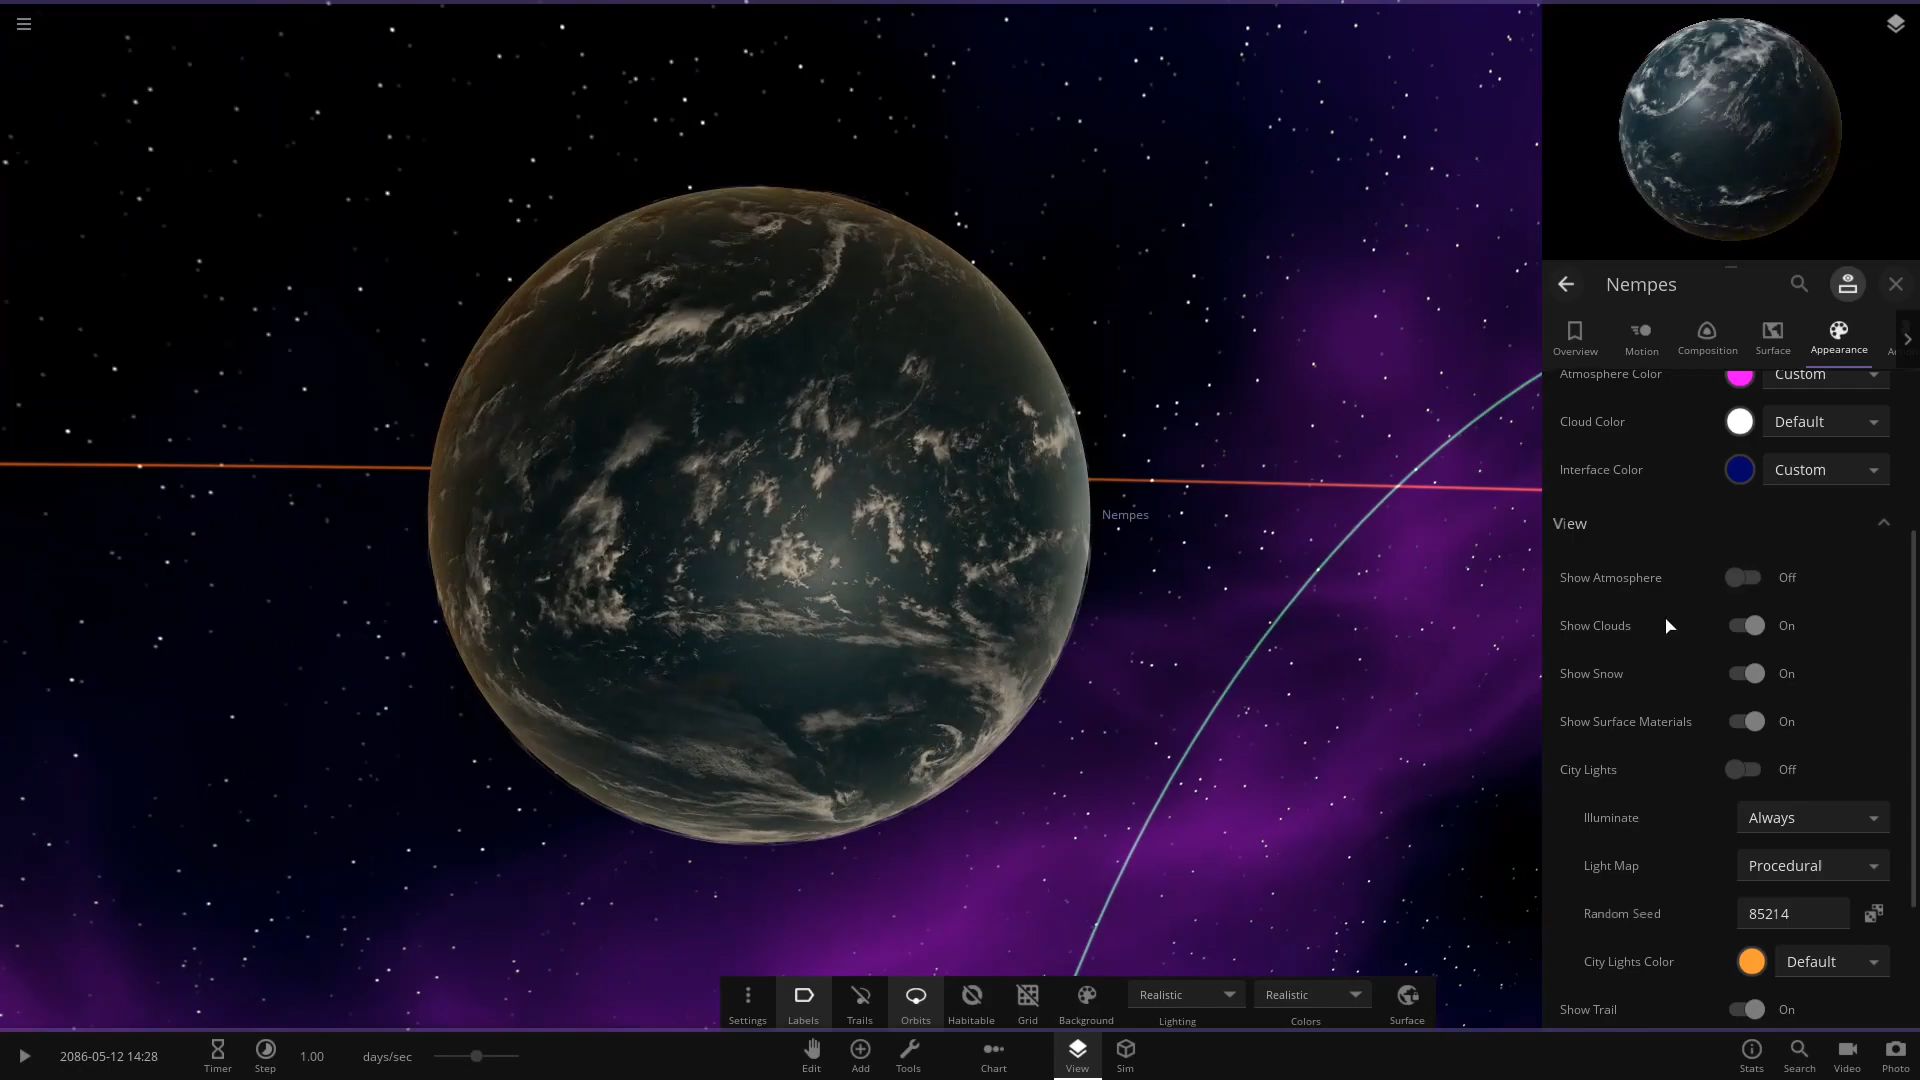 Nempes
Overview
Motion
Composition
Surface
Appearance
Atmosphere Color
Custom
Cloud Color
Default
Interface Color
Custom
View
Show Atmosphere
Off
Show Clouds
On
Show Snow
On
Show Surface Materials
On
City Lights
Off
Illuminate
Always
Light Map
Procedural
Random Seed
85214
City Lights Color
Default
Show Trail
On
Nempes
Settings
Labels
Trails
Orbits
Habitable
Grid
Background
Realistic
Lighting
Realistic
Colors
Surface
2086-05-12 14:28
Timer
Step
1.00
days/sec
Edit
Add
Tools
Chart
View
Sim
Stats
Search
Video
Photo